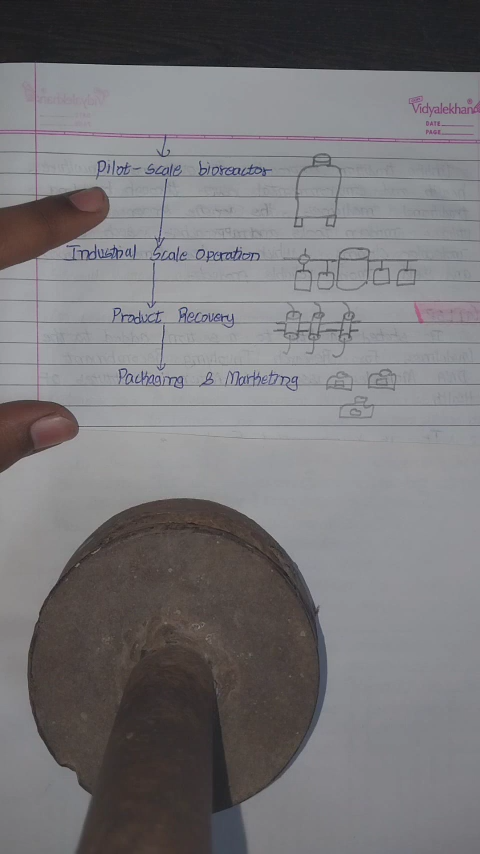 Vidyalekhan
DATE
PAGE
Pilot-scale bioreactor
Industrial Scale Operation
Product Recovery
Packaging & Marketing